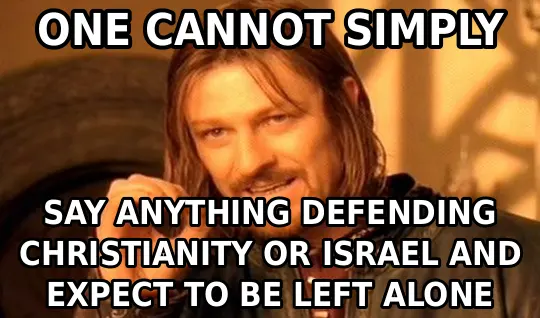 ONE CANNOT SIMPLY
SAY ANYTHING DEFENDING
CHRISTIANITY OR ISRAEL AND
EXPECT TO BE LEFT ALONE